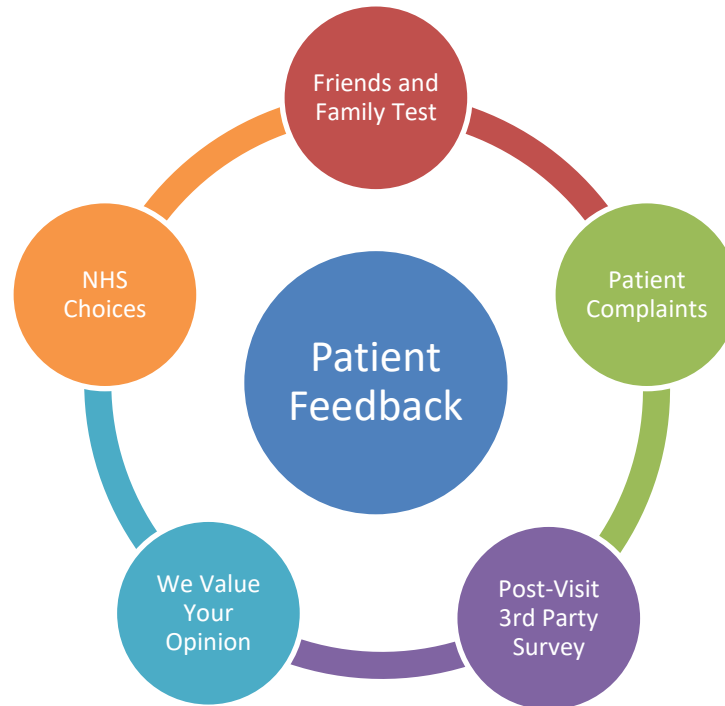 Friends and
Family Test
NHS
Choices
Patient
Complaints
Patient
Feedback
We Value
Your
Opinion
Post-Visit
3rd Party
Survey